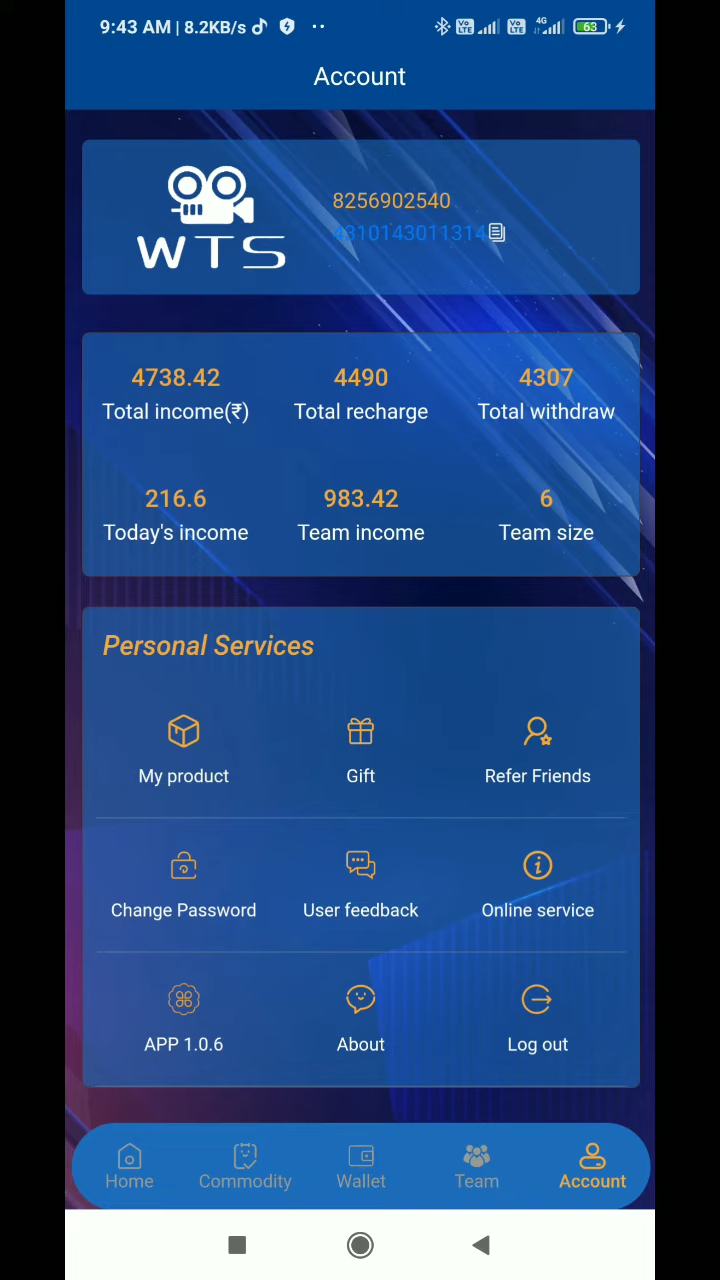 9:43 AM | 8.2KB/s
4G
63
Account
WTS
8256902540
4310143011314
4738.42 4490 4307
Total income(₹) Total recharge Total withdraw
216.6 983.42 6
Today's income Team income Team size
Personal Services
My product Gift Refer Friends
Change Password User feedback Online service
APP 1.0.6 About Log out
Home Commodity Wallet Team Account